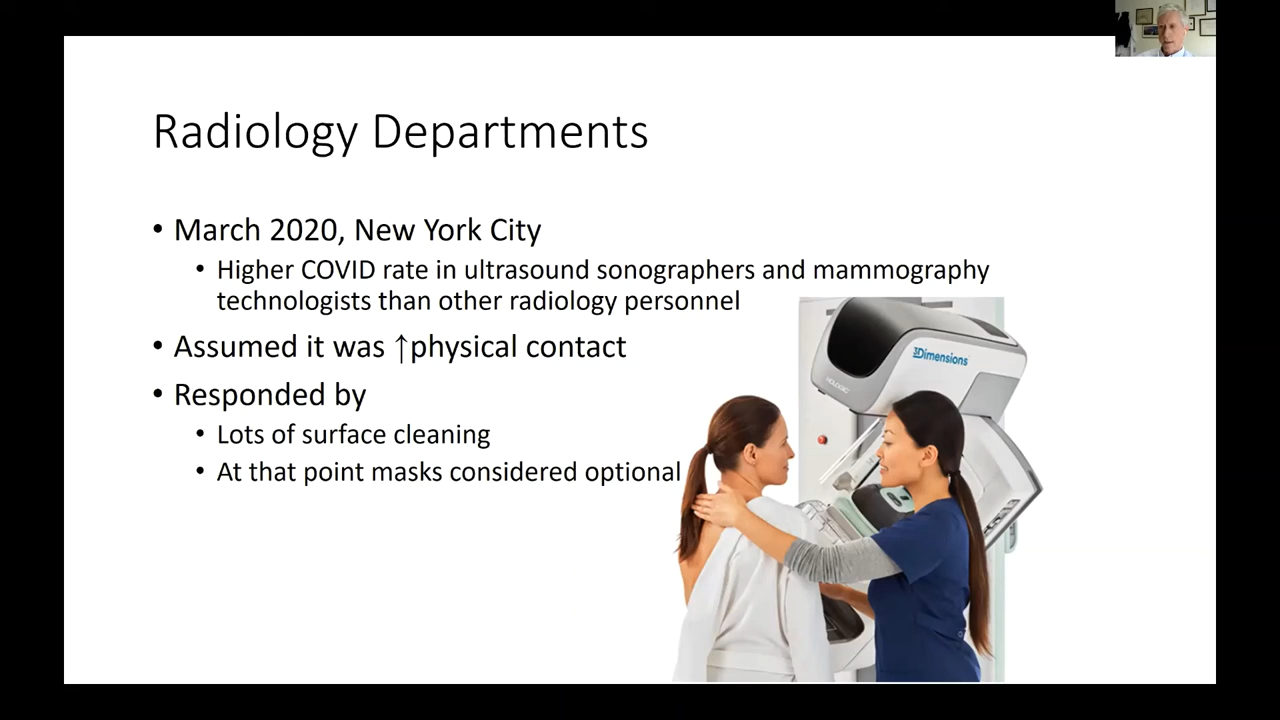 Radiology Departments
• March 2020, New York City
• Higher COVID rate in ultrasound sonographers and mammography
technologists than other radiology personnel
• Assumed it was ↑physical contact
• Responded by
• Lots of surface cleaning
• At that point masks considered optional
3Dimensions
HOLOGIC